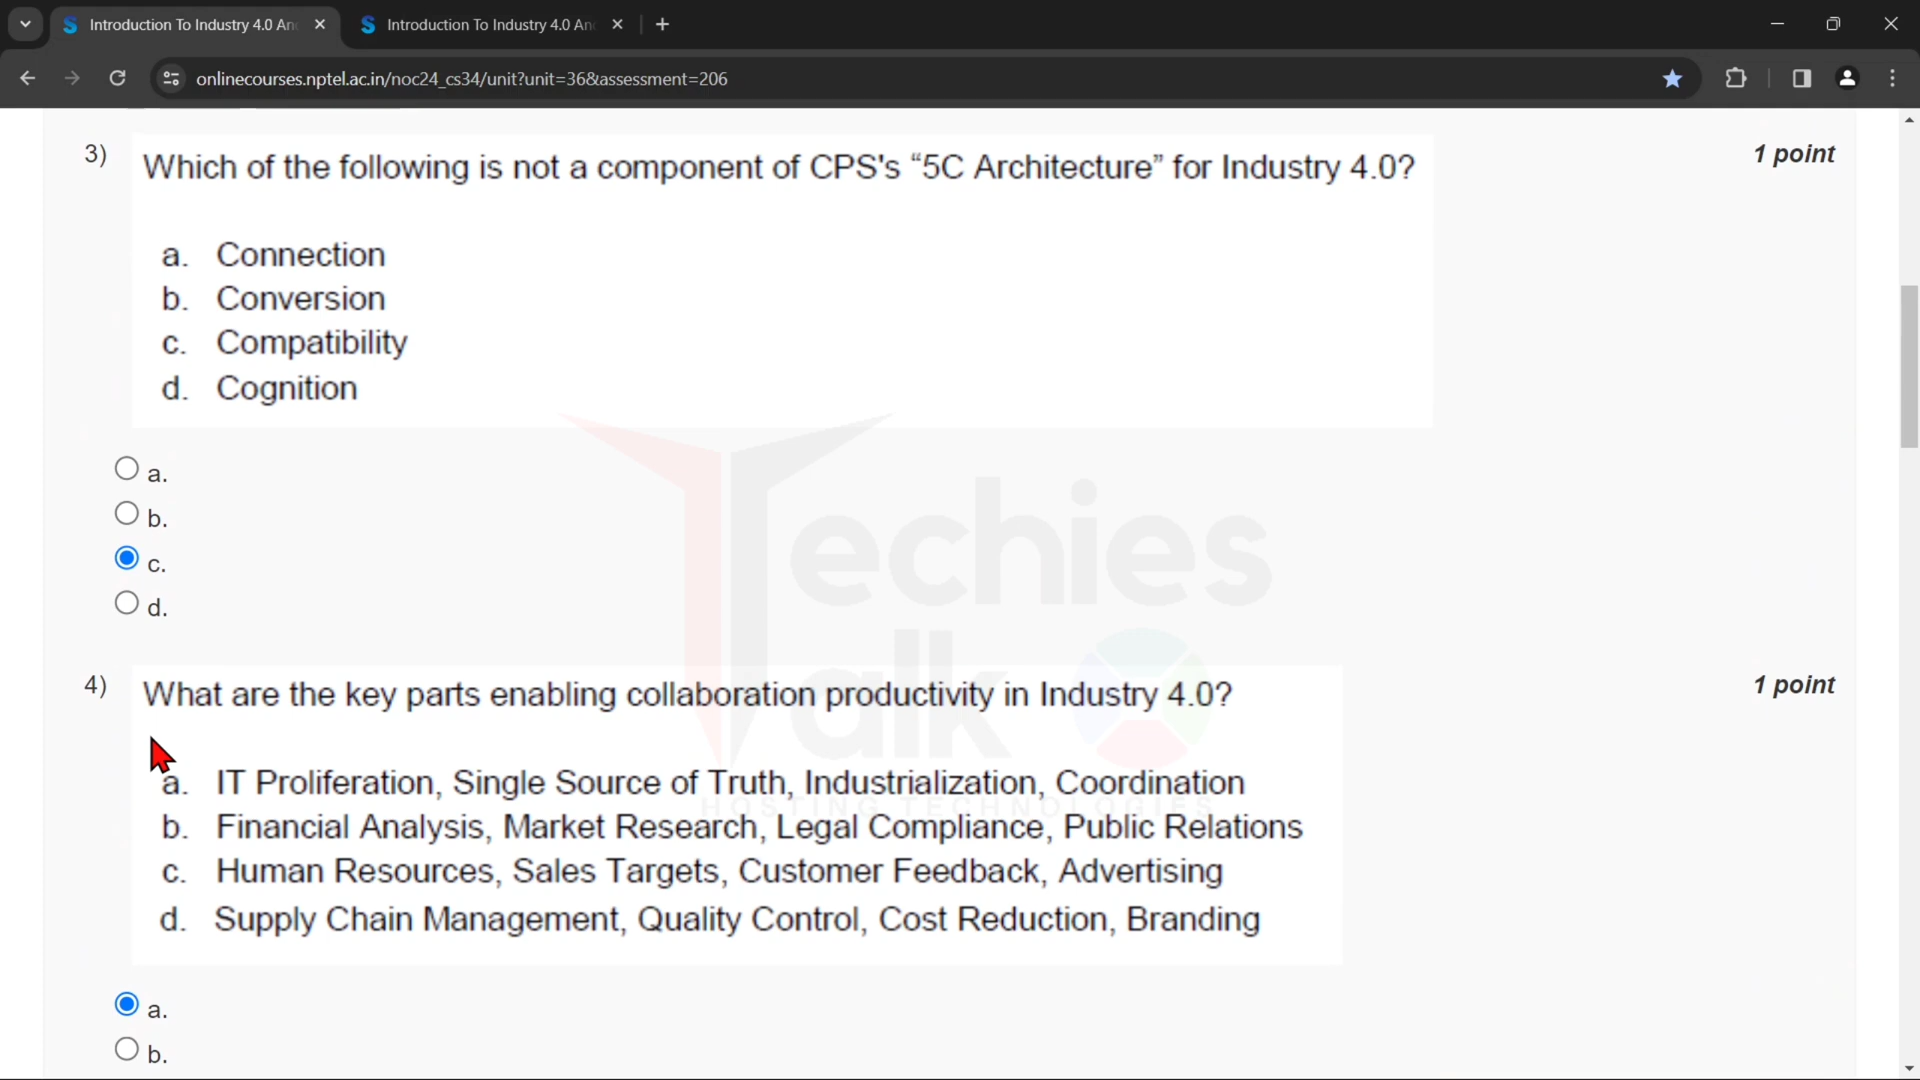 Introduction To Industry 4.0 An
Introduction To Industry 4.0 An
onlinecourses.nptel.ac.in/noc24_cs34/unit?unit=36&assessment=206
3) Which of the following is not a component of CPS's “5C Architecture” for Industry 4.0? 1 point
a. Connection
b. Conversion
c. Compatibility
d. Cognition
a.
b.
c.
d.
Techies
Talk
HOSTING TECHNOLOGIES
4) What are the key parts enabling collaboration productivity in Industry 4.0? 1 point
a. IT Proliferation, Single Source of Truth, Industrialization, Coordination
b. Financial Analysis, Market Research, Legal Compliance, Public Relations
c. Human Resources, Sales Targets, Customer Feedback, Advertising
d. Supply Chain Management, Quality Control, Cost Reduction, Branding
a.
b.